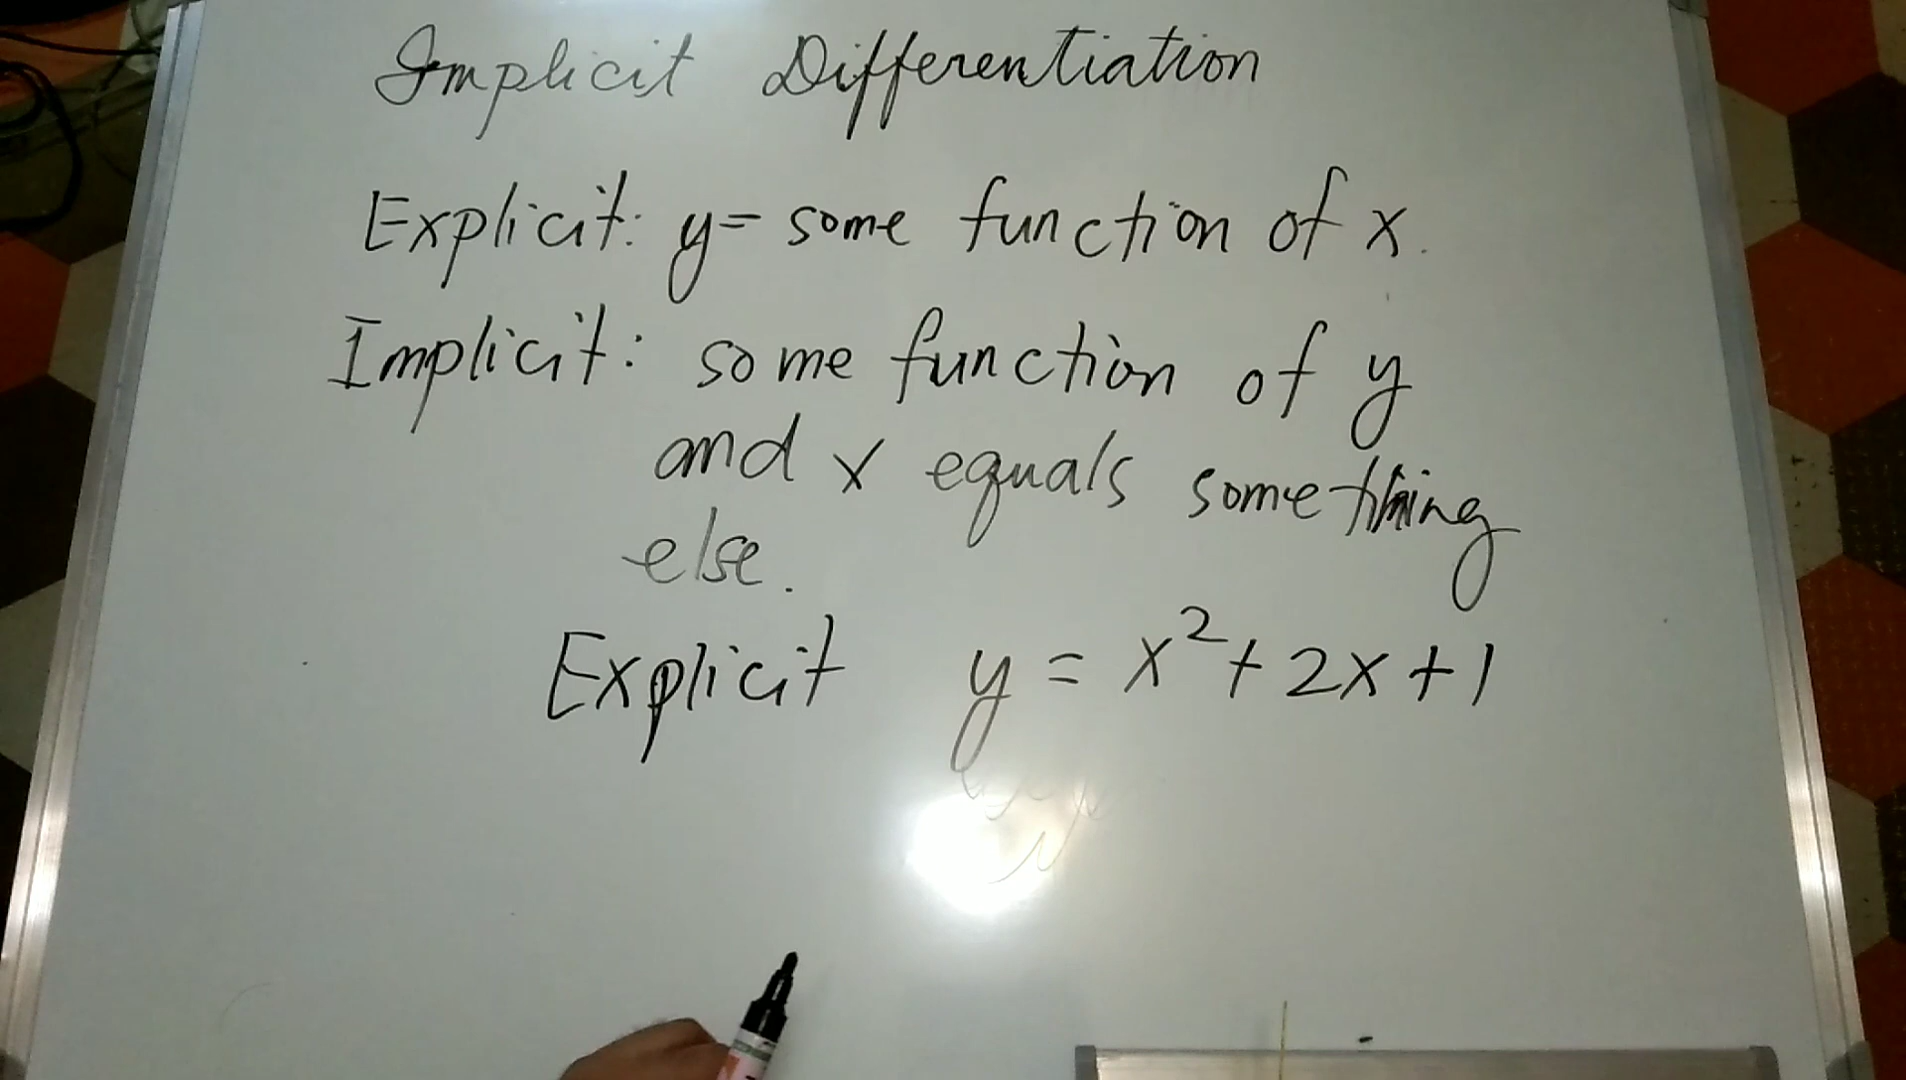 Implicit Differentiation
Explicit: y = some function of x.
Implicit: some function of y
and x equals something
else.
Explicit y = x² + 2x + 1